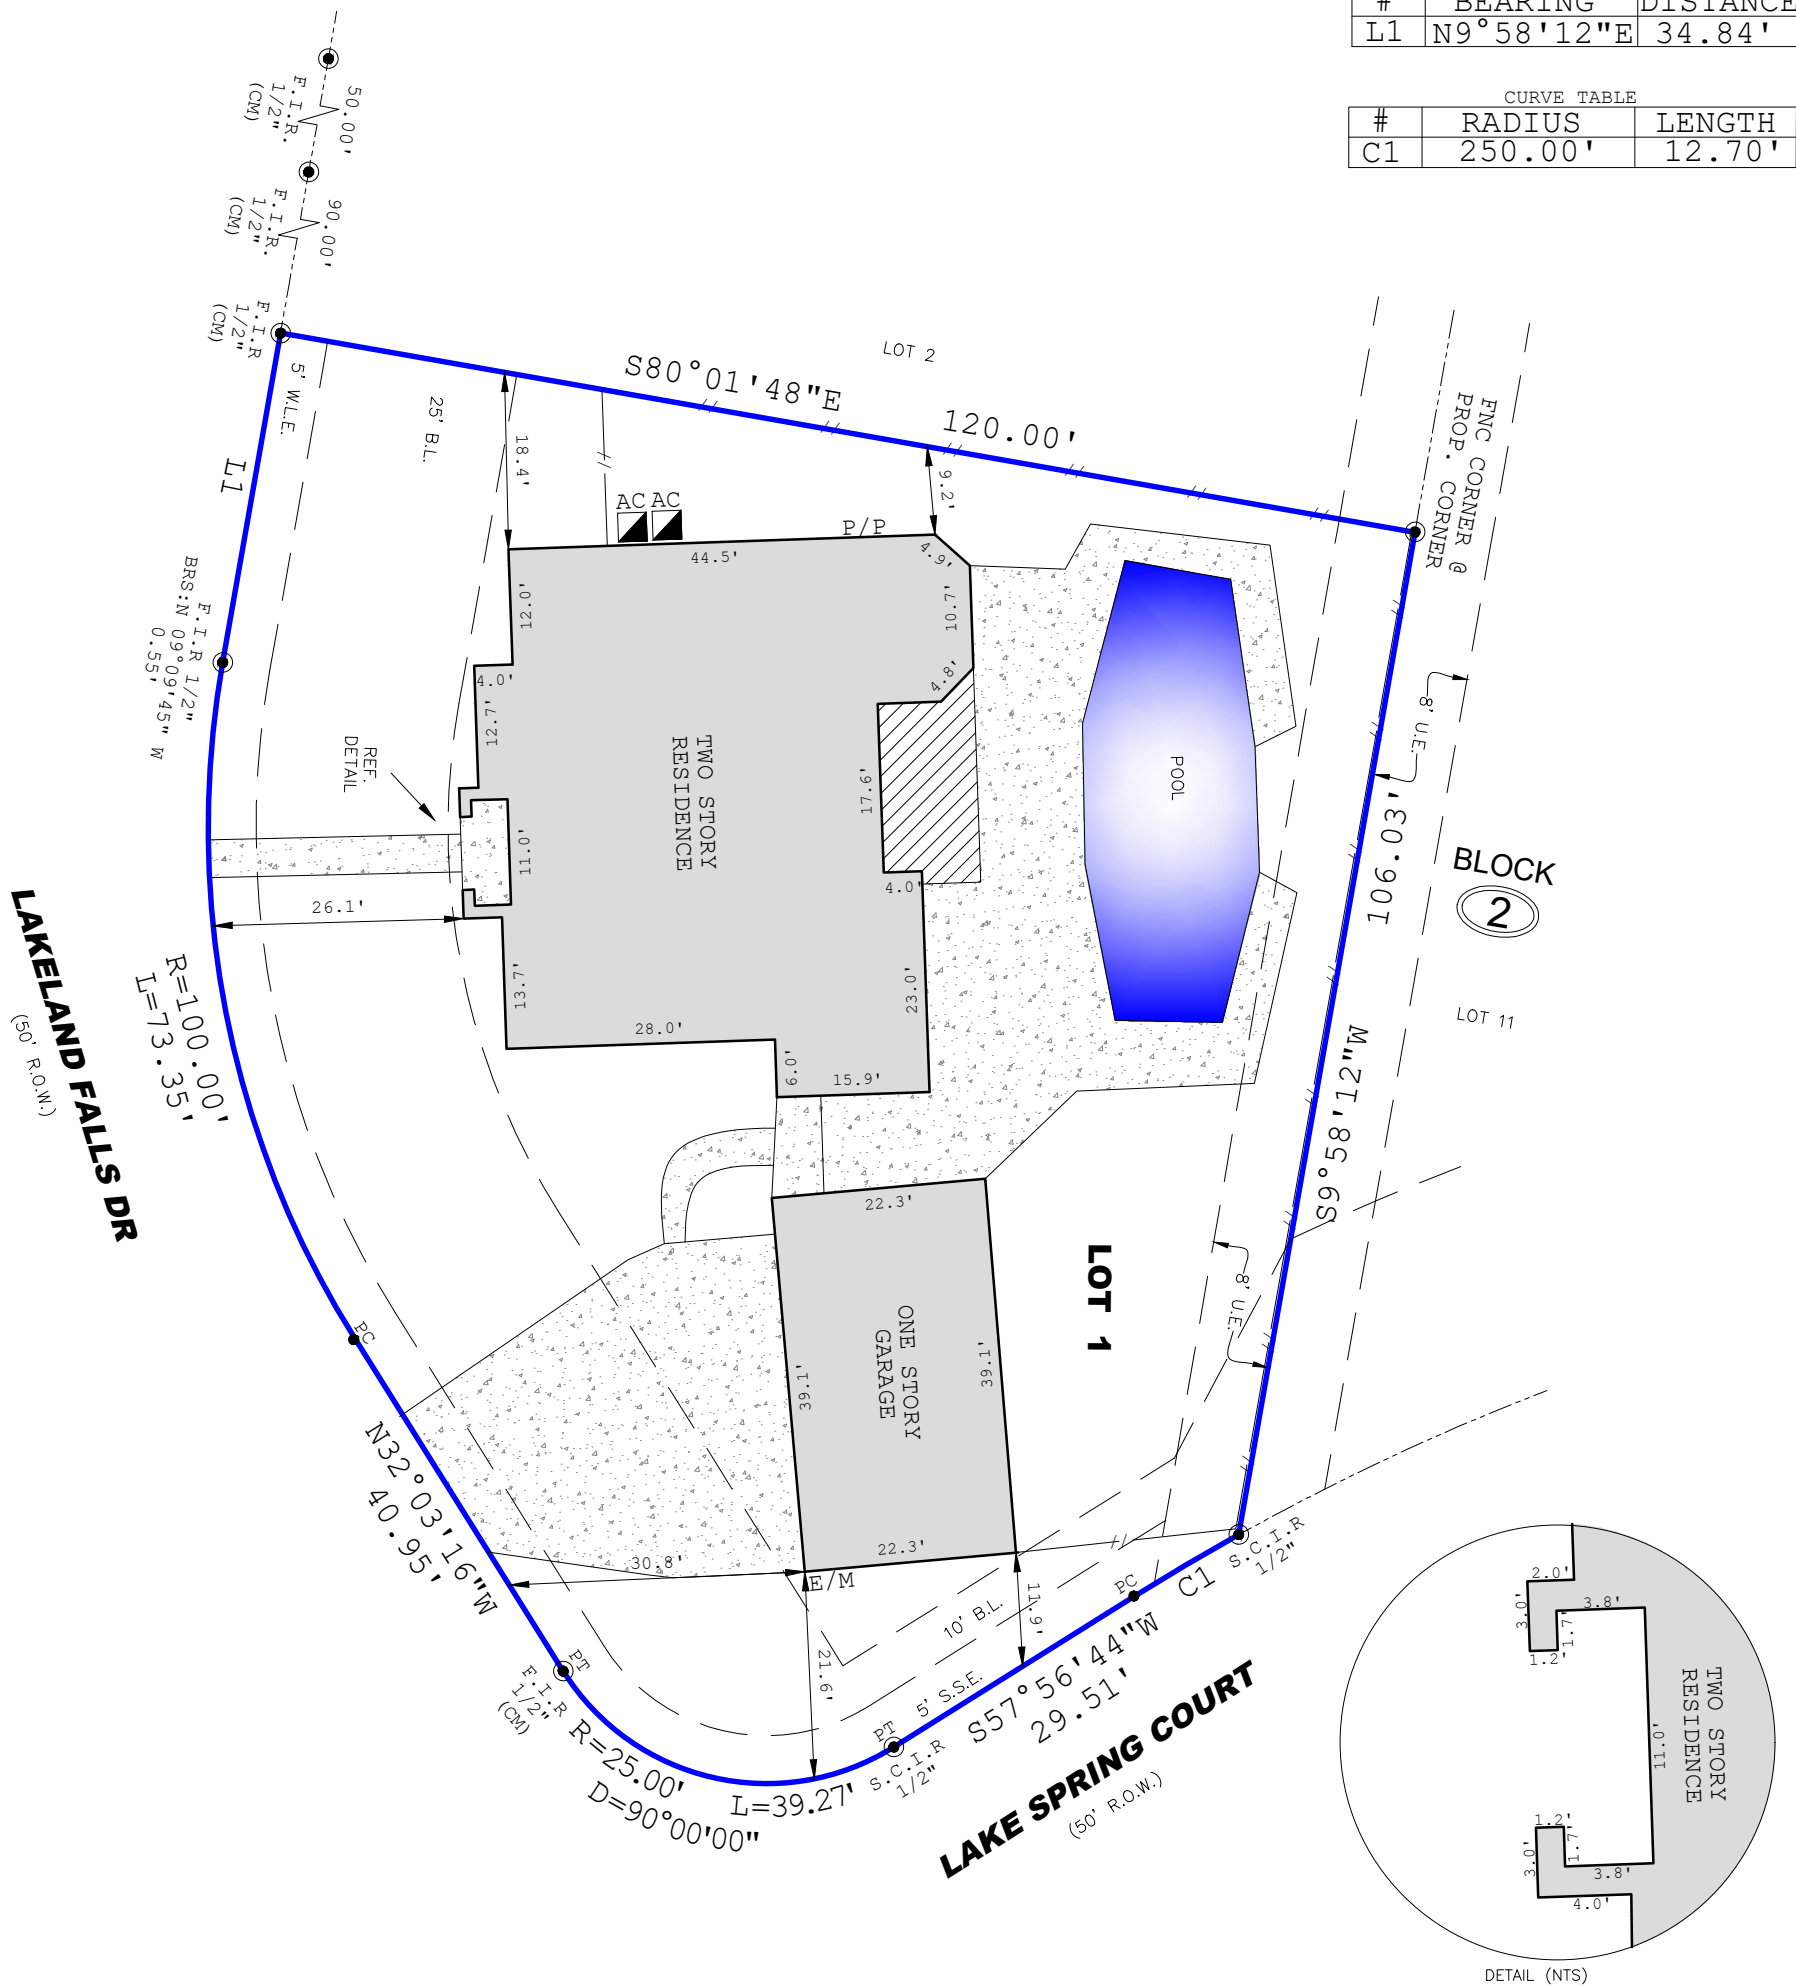 # BEARING DISTANCE
L1 N9°58'12"E 34.84'
CURVE TABLE
# RADIUS LENGTH
C1 250.00' 12.70'
50.00'
F.I.R.
1/2"
(CM)
90.00'
F.I.R.
1/2"
(CM)
F.I.R
1/2"
(CM)
5' W.L.E.
25' B.L.
L1
LOT 2
S80°01'48"E
120.00'
18.4'
9.2'
AC AC
P/P
FNC CORNER @
PROP. CORNER
44.5'
4.9'
10.7'
4.8'
12.0'
4.0'
12.7'
F.I.R 1/2"
BRS:N 09°09'45" W
0.55'
REF.
DETAIL
TWO STORY
RESIDENCE
17.6'
4.0'
11.0'
26.1'
13.7'
28.0'
23.0'
6.0'
15.9'
POOL
8' U.E.
106.03'
S9°58'12"W
BLOCK
2
LOT 11
LAKELAND FALLS DR
(50' R.O.W.)
R=100.00'
L=73.35'
22.3'
LOT 1
8' U.E.
ONE STORY
GARAGE
39.1'
39.1'
22.3'
PC
N32°03'16"W
40.95'
30.8'
E/M
21.6'
11.9'
10' B.L.
5' S.S.E.
PC
C1
S.C.I.R
1/2"
S57°56'44"W
29.51'
PT
F.I.R
1/2"
(CM)
R=25.00'
D=90°00'00"
L=39.27'
PT
S.C.I.R
1/2"
LAKE SPRING COURT
(50' R.O.W.)
2.0'
3.8'
3.0'
1.7'
1.2'
TWO STORY
RESIDENCE
11.0'
1.2'
1.7'
3.0'
3.8'
4.0'
DETAIL (NTS)